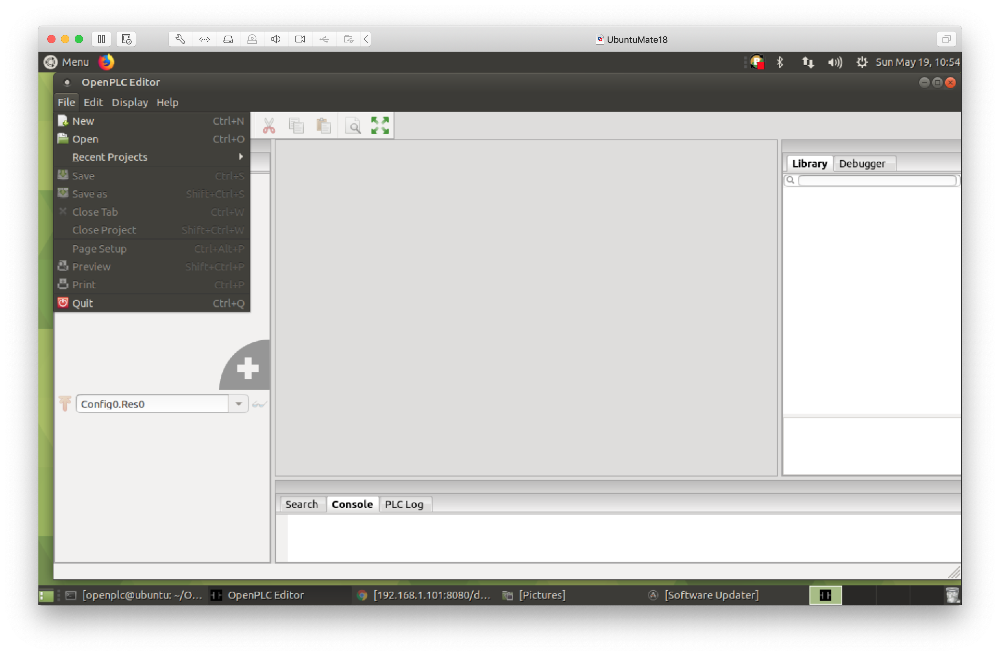 UbuntuMate18
Menu
Sun May 19, 10:54
OpenPLC Editor
File Edit Display Help
New Ctrl+N
Open Ctrl+O
Recent Projects
Save Ctrl+S
Save as Shift+Ctrl+S
Close Tab Ctrl+W
Close Project Shift+Ctrl+W
Page Setup Ctrl+Alt+P
Preview Shift+Ctrl+P
Print Ctrl+P
Quit Ctrl+Q
Library Debugger
Config0.Res0
Search Console PLC Log
[openplc@ubuntu: ~/O... OpenPLC Editor [192.168.1.101:8080/d... [Pictures] [Software Updater]